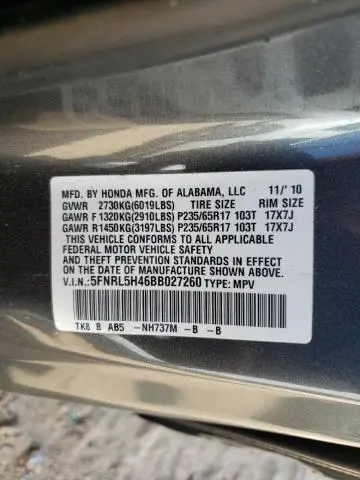 MFD. BY HONDA MFG. OF ALABAMA, LLC 11/'10
GVWR 2730KG(6019LBS) TIRE SIZE RIM SIZE
GAWR F 1320KG(2910LBS) P235/65R17 103T 17X7J
GAWR R1450KG(3197LBS) P235/65R17 103T 17X7J
THIS VEHICLE CONFORMS TO ALL APPLICABLE
FEDERAL MOTOR VEHICLE SAFETY
AND THEFT PREVENTION STANDARDS IN EFFECT
ON THE DATE OF MANUFACTURE SHOWN ABOVE.
V.I.N.:5FNRL5H46BB027260 TYPE: MPV
TK8 B AB5 -NH737M -B -B